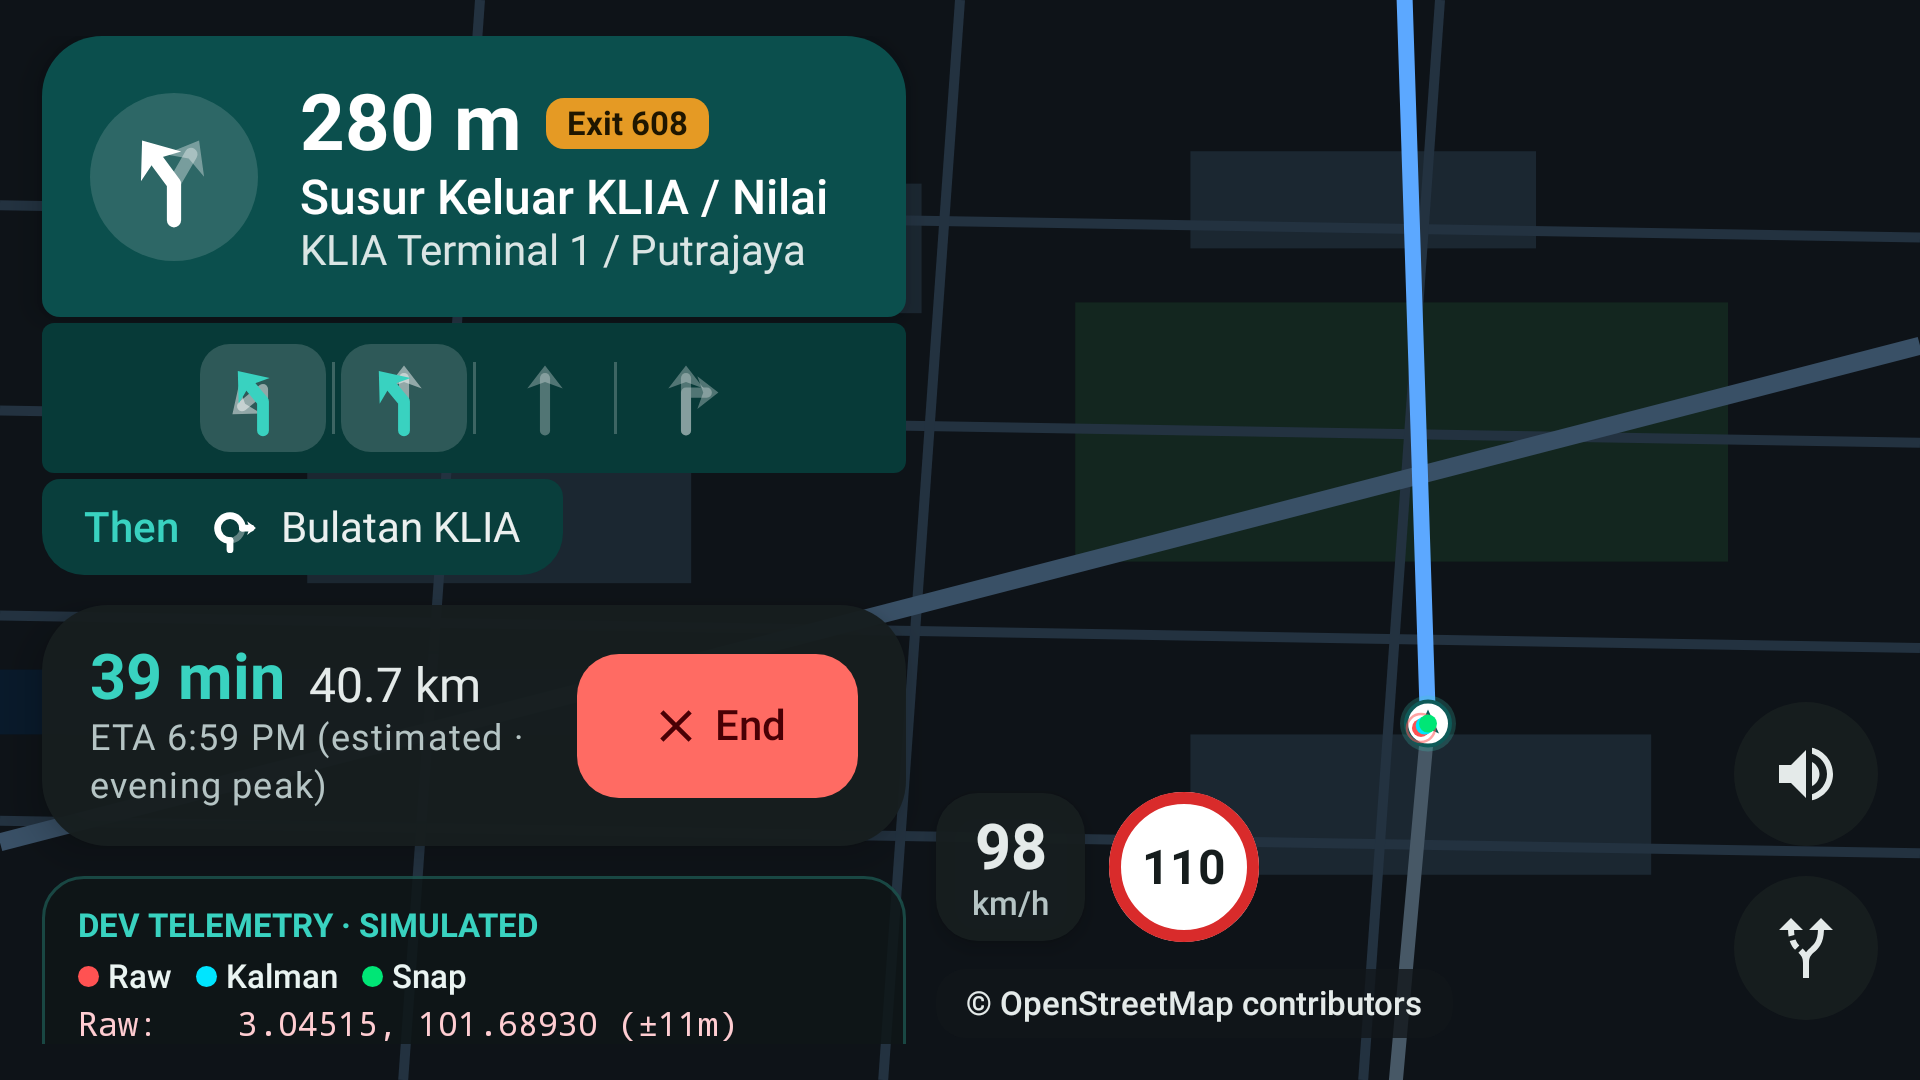 280 m Exit 608
Susur Keluar KLIA / Nilai
KLIA Terminal 1 / Putrajaya
Then Bulatan KLIA
39 min 40.7 km
ETA 6:59 PM (estimated ·
evening peak)
End
DEV TELEMETRY · SIMULATED
Raw Kalman Snap
Raw: 3.04515, 101.68930 (±11m)
98
km/h
110
© OpenStreetMap contributors